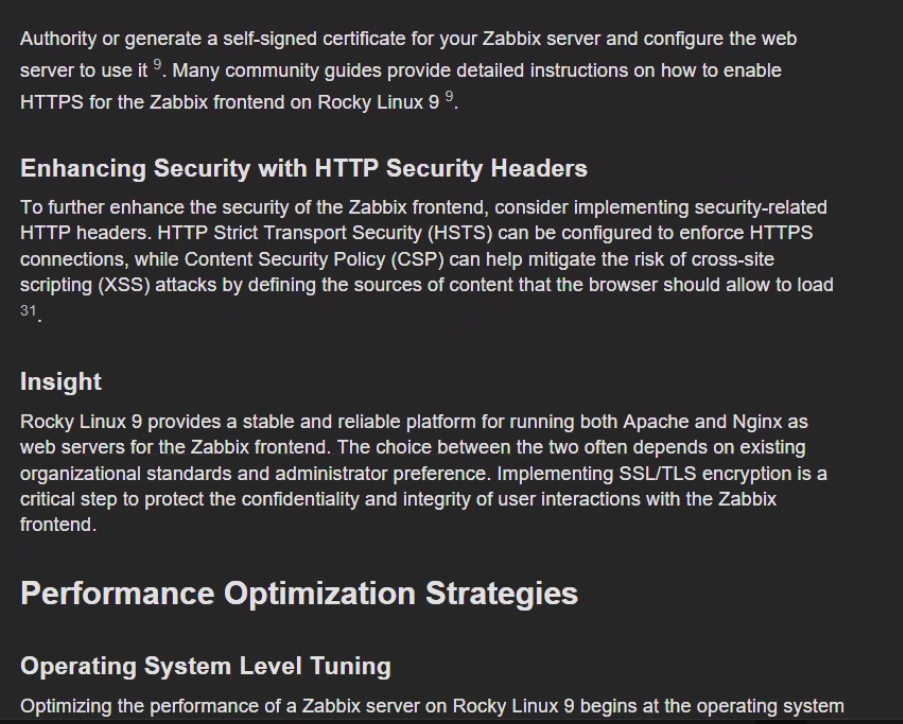 Authority or generate a self-signed certificate for your Zabbix server and configure the web
server to use it 9. Many community guides provide detailed instructions on how to enable
HTTPS for the Zabbix frontend on Rocky Linux 9 9.
Enhancing Security with HTTP Security Headers
To further enhance the security of the Zabbix frontend, consider implementing security-related
HTTP headers. HTTP Strict Transport Security (HSTS) can be configured to enforce HTTPS
connections, while Content Security Policy (CSP) can help mitigate the risk of cross-site
scripting (XSS) attacks by defining the sources of content that the browser should allow to load
31.
Insight
Rocky Linux 9 provides a stable and reliable platform for running both Apache and Nginx as
web servers for the Zabbix frontend. The choice between the two often depends on existing
organizational standards and administrator preference. Implementing SSL/TLS encryption is a
critical step to protect the confidentiality and integrity of user interactions with the Zabbix
frontend.
Performance Optimization Strategies
Operating System Level Tuning
Optimizing the performance of a Zabbix server on Rocky Linux 9 begins at the operating system